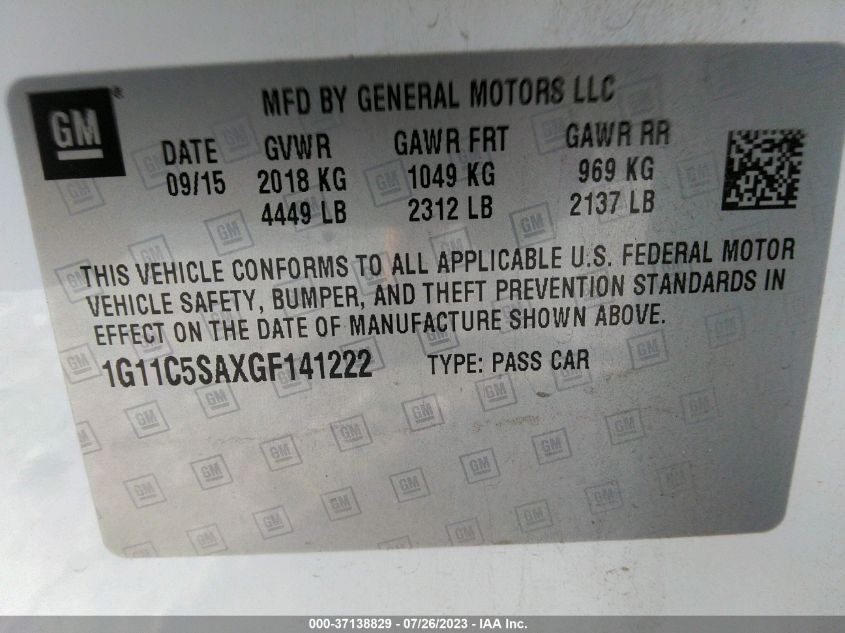 GM
MFD BY GENERAL MOTORS LLC
DATE GVWR GAWR FRT GAWR RR
09/15 2018 KG 1049 KG 969 KG
4449 LB 2312 LB 2137 LB
THIS VEHICLE CONFORMS TO ALL APPLICABLE U.S. FEDERAL MOTOR
VEHICLE SAFETY, BUMPER, AND THEFT PREVENTION STANDARDS IN
EFFECT ON THE DATE OF MANUFACTURE SHOWN ABOVE.
1G11C5SAXGF141222 TYPE: PASS CAR
000-37138829 - 07/26/2023 - IAA Inc.